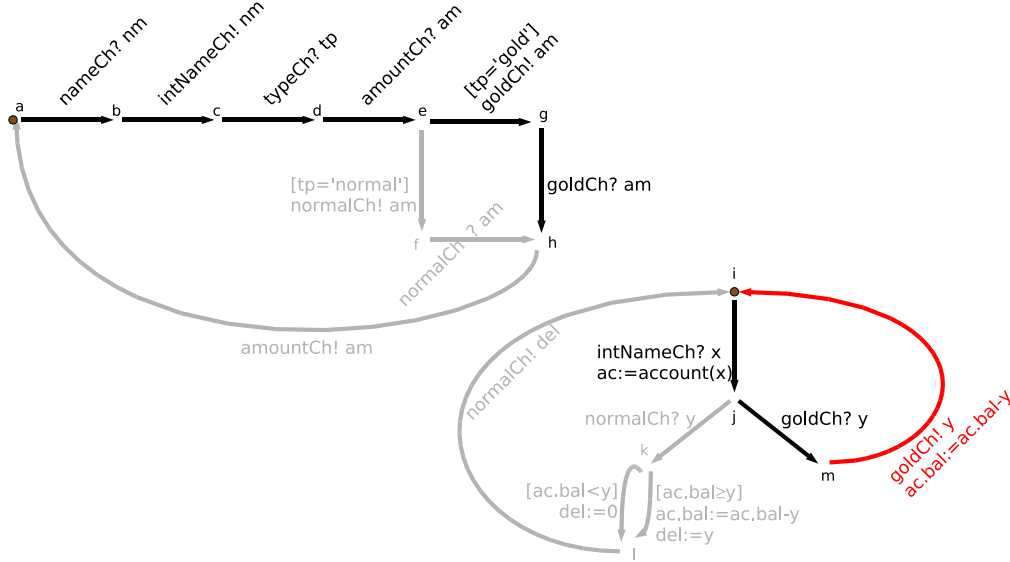 nameCh? nm
intNameCh! nm
typeCh? tp
amountCh? am
[tp='gold']
goldCh! am
a
b
c
d
e
g
[tp='normal']
normalCh! am
goldCh? am
f
normalCh ? am
h
amountCh! am
i
normalCh! del
intNameCh? x
ac:=account(x)
j
normalCh? y
goldCh? y
k
m
goldCh! y
ac.bal:=ac.bal-y
[ac.bal<y]
del:=0
[ac.bal≥y]
ac.bal:=ac.bal-y
del:=y
l